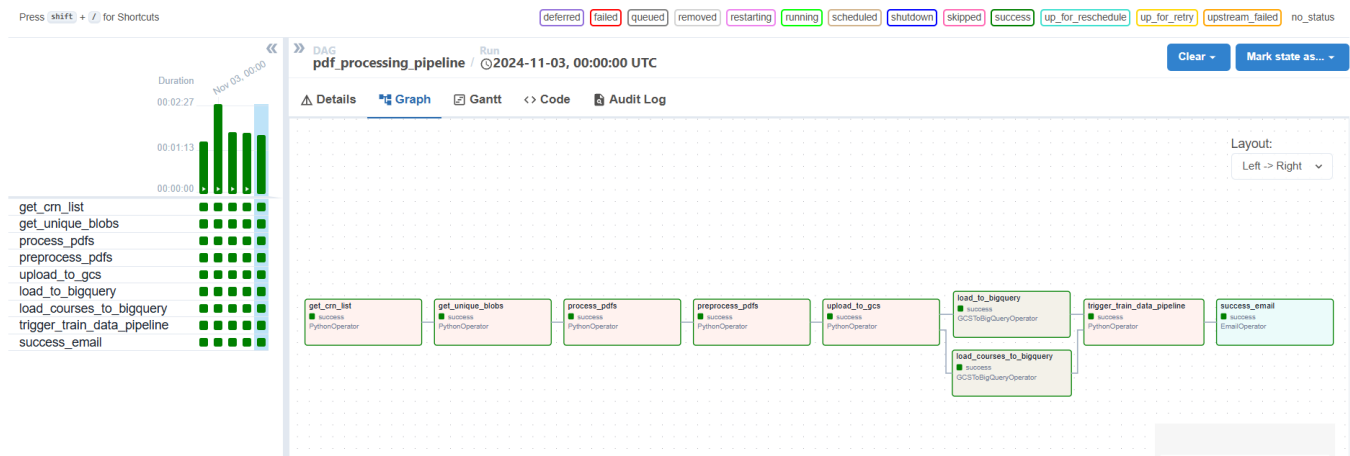 Press shift + / for Shortcuts
deferred failed queued removed restarting running scheduled shutdown skipped success up_for_reschedule up_for_retry upstream_failed no_status
DAG
pdf_processing_pipeline / Run 2024-11-03, 00:00:00 UTC
Clear
Mark state as...
Details Graph Gantt Code Audit Log
Duration
Nov 03, 00:00
00:02:27
00:01:13
00:00:00
get_crn_list
get_unique_blobs
process_pdfs
preprocess_pdfs
upload_to_gcs
load_to_bigquery
load_courses_to_bigquery
trigger_train_data_pipeline
success_email
Layout:
Left -> Right
get_crn_list
success
PythonOperator
get_unique_blobs
success
PythonOperator
process_pdfs
success
PythonOperator
preprocess_pdfs
success
PythonOperator
upload_to_gcs
success
PythonOperator
load_to_bigquery
success
GCSToBigQueryOperator
load_courses_to_bigquery
success
GCSToBigQueryOperator
trigger_train_data_pipeline
success
PythonOperator
success_email
success
EmailOperator